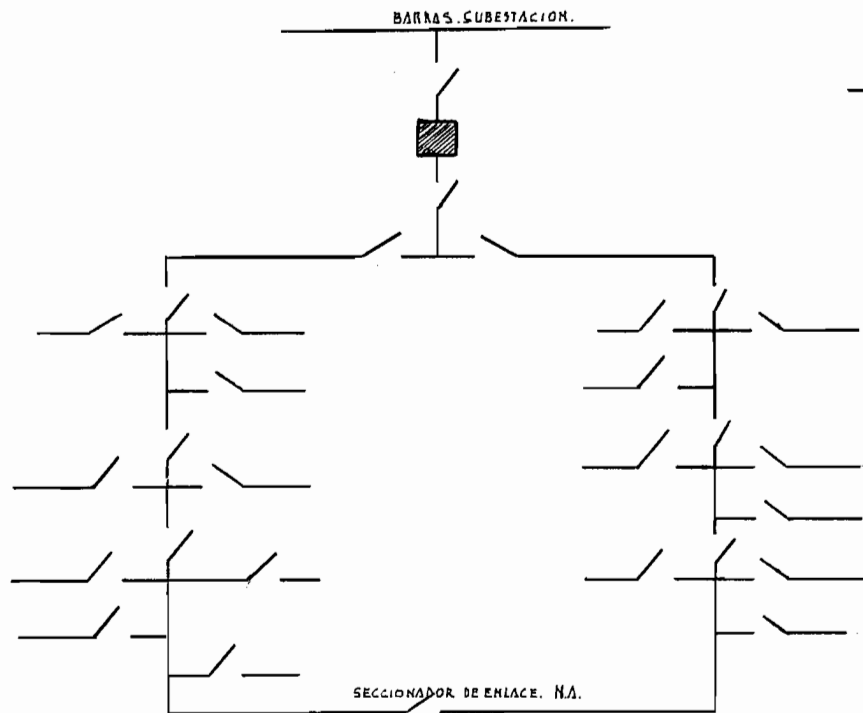 BARRAS. SUBESTACION.
SECCIONADOR DE ENLACE. N.A.